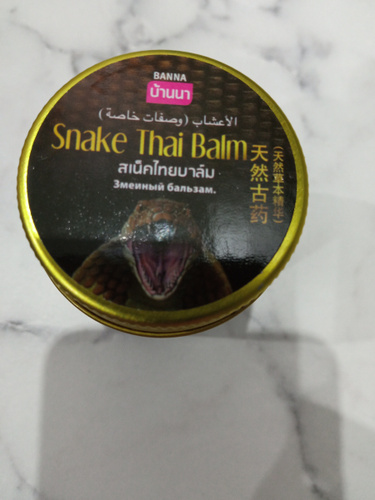 BANNA
บ้านนา
الأعشاب (وصفات خاصة)
Snake Thai Balm
สเน็คไทยบาล์ม
Змеиный бальзам.
天然古药
(天然草本精华)